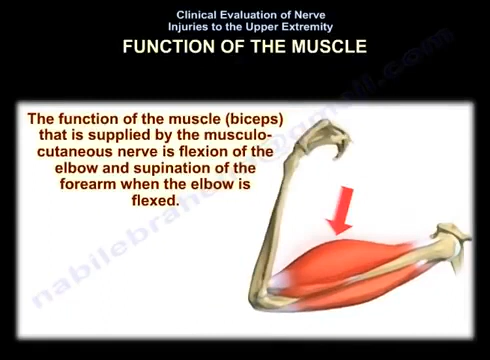 Clinical Evaluation of Nerve
Injuries to the Upper Extremity
FUNCTION OF THE MUSCLE
The function of the muscle (biceps)
that is supplied by the musculo-
cutaneous nerve is flexion of the
elbow and supination of the
forearm when the elbow is
flexed.